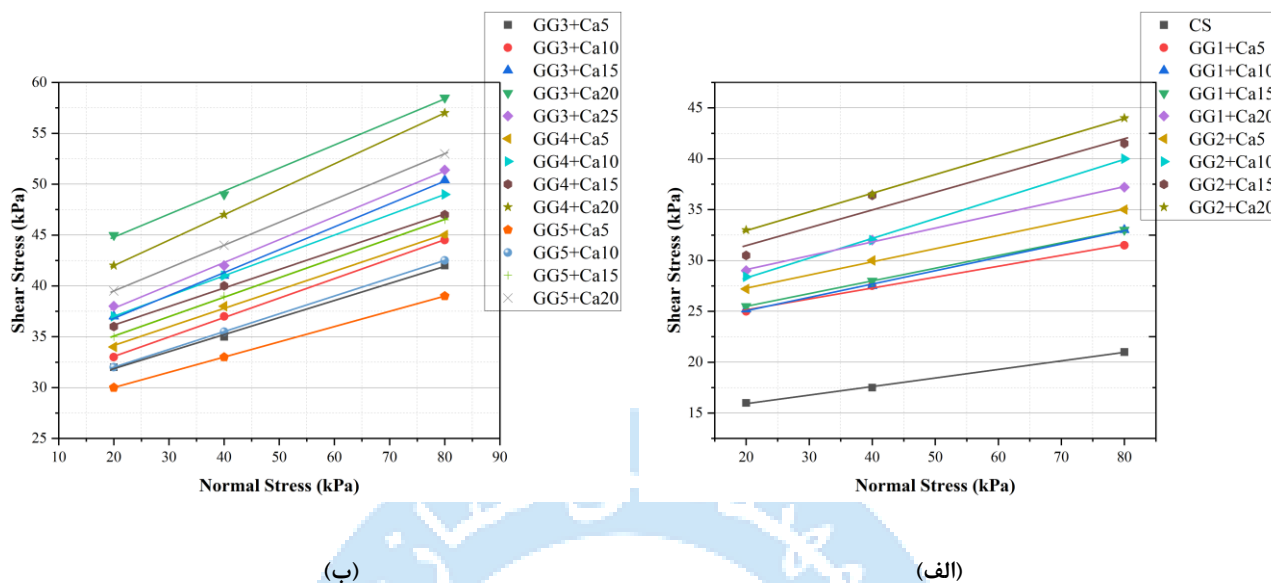 GG3+Ca5
GG3+Ca10
GG3+Ca15
GG3+Ca20
GG3+Ca25
GG4+Ca5
GG4+Ca10
GG4+Ca15
GG4+Ca20
GG5+Ca5
GG5+Ca10
GG5+Ca15
GG5+Ca20
60
55
50
45
40
35
30
25
Shear Stress (kPa)
10 20 30 40 50 60 70 80 90
Normal Stress (kPa)
(ب)
CS
GG1+Ca5
GG1+Ca10
GG1+Ca15
GG1+Ca20
GG2+Ca5
GG2+Ca10
GG2+Ca15
GG2+Ca20
45
40
35
30
25
20
15
Shear Stress (kPa)
20 30 40 50 60 70 80
Normal Stress (kPa)
(الف)